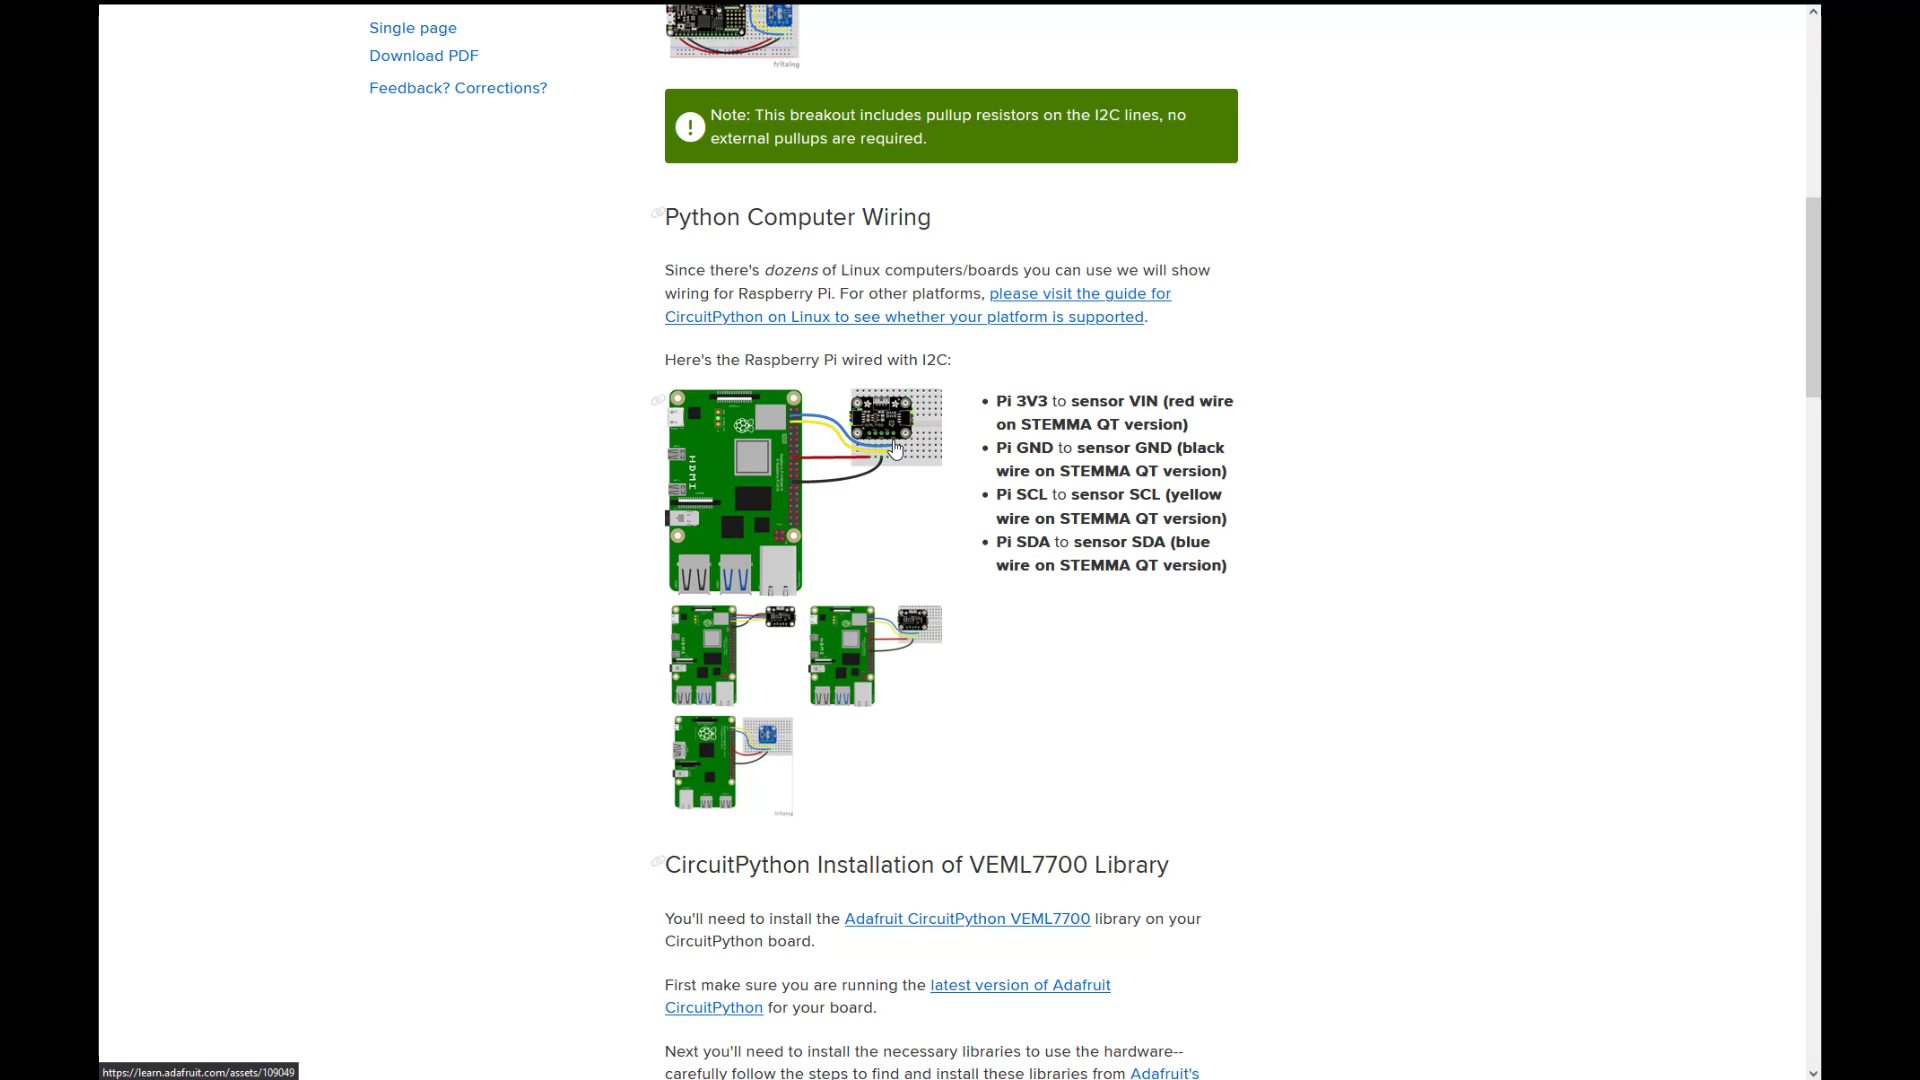 Single page
Download PDF
Feedback? Corrections?
fritzing
Note: This breakout includes pullup resistors on the I2C lines, no
external pullups are required.
Python Computer Wiring
Since there's dozens of Linux computers/boards you can use we will show
wiring for Raspberry Pi. For other platforms, please visit the guide for
CircuitPython on Linux to see whether your platform is supported.
Here's the Raspberry Pi wired with I2C:
HDMI
• Pi 3V3 to sensor VIN (red wire
on STEMMA QT version)
• Pi GND to sensor GND (black
wire on STEMMA QT version)
• Pi SCL to sensor SCL (yellow
wire on STEMMA QT version)
• Pi SDA to sensor SDA (blue
wire on STEMMA QT version)
fritzing
CircuitPython Installation of VEML7700 Library
You'll need to install the Adafruit CircuitPython VEML7700 library on your
CircuitPython board.
First make sure you are running the latest version of Adafruit
CircuitPython for your board.
Next you'll need to install the necessary libraries to use the hardware--
carefully follow the steps to find and install these libraries from Adafruit's
https://learn.adafruit.com/assets/109049